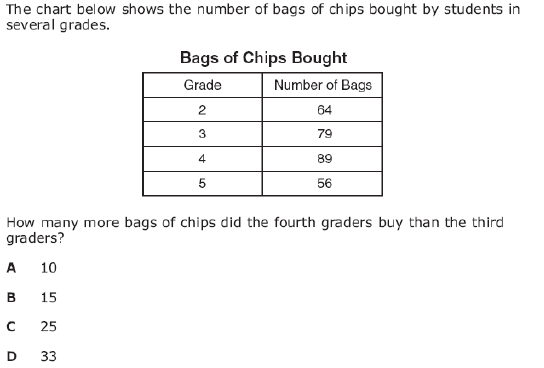 The chart below shows the number of bags of chips bought by students in
several grades.
Bags of Chips Bought
Grade Number of Bags
2 64
3 79
4 89
5 56
How many more bags of chips did the fourth graders buy than the third
graders?
A 10
B 15
C 25
D 33